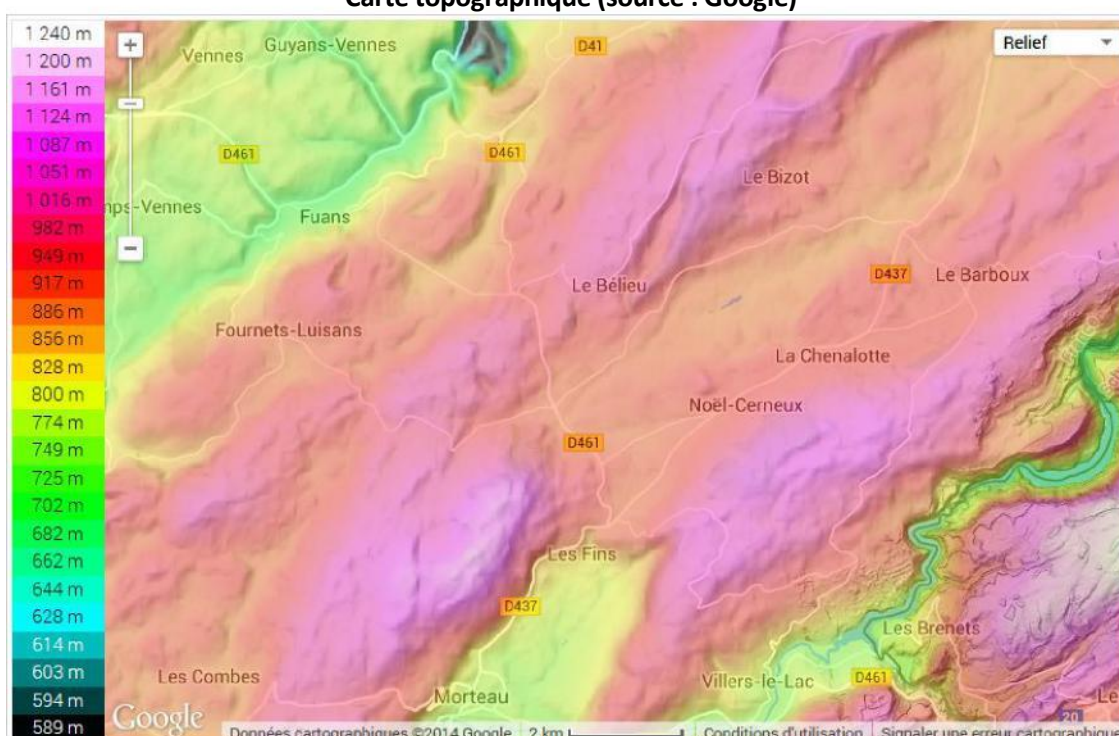 Carte topographique (source : Google)
1 240 m
1 200 m
1 161 m
1 124 m
1 087 m
1 051 m
1 016 m
982 m
949 m
917 m
886 m
856 m
828 m
800 m
774 m
749 m
725 m
702 m
682 m
662 m
644 m
628 m
614 m
603 m
594 m
589 m
+
−
Relief
Vennes
Guyans-Vennes
D41
D461
D461
Le Bizot
mps-Vennes
Fuans
Le Bélieu
D437
Le Barboux
Fournets-Luisans
La Chenalotte
Noël-Cerneux
D461
Les Fins
D437
Les Brenets
Les Combes
Morteau
Villers-le-Lac
D461
Le
20
Google
Données cartographiques ©2014 Google
2 km
Conditions d'utilisation
Signaler une erreur cartographique